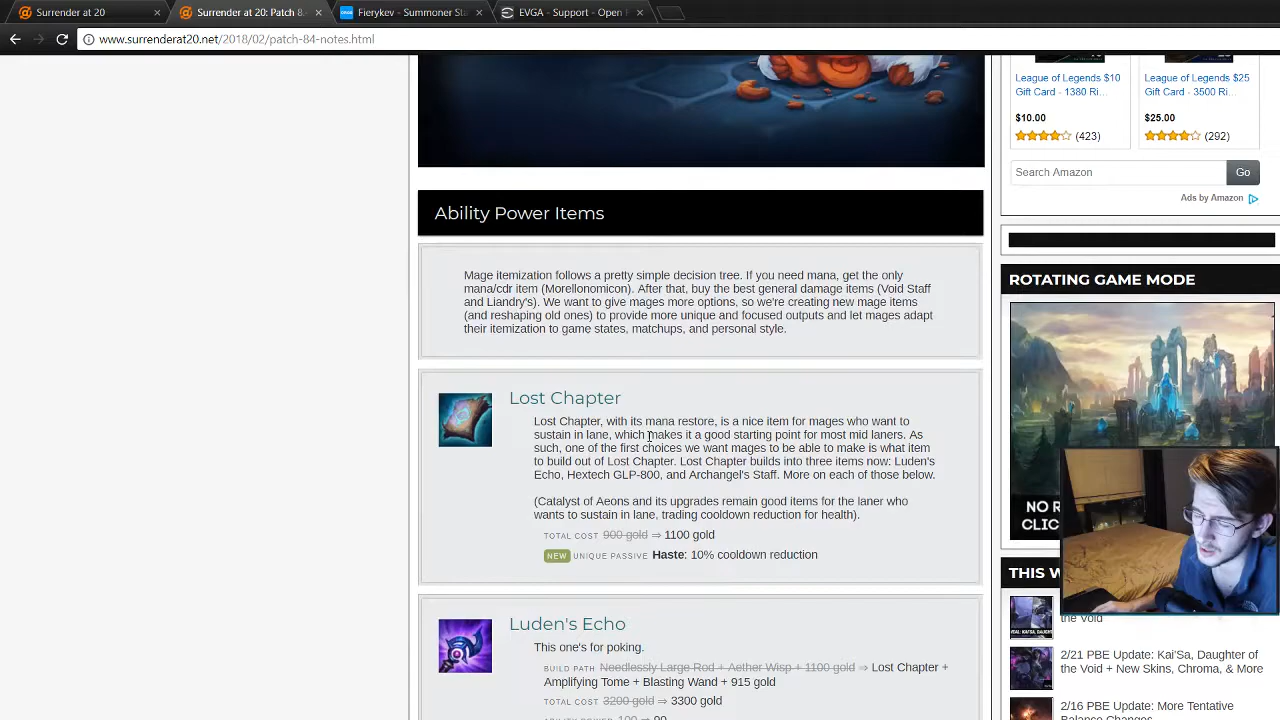 Surrender at 20
Surrender at 20: Patch 8.
Fierykev - Summoner Sta
EVGA - Support - Open
www.surrenderat20.net/2018/02/patch-84-notes.html
League of Legends $10
Gift Card - 1380 Ri...
$10.00
(423)
League of Legends $25
Gift Card - 3500 Ri...
$25.00
(292)
Search Amazon
Go
Ads by Amazon
Ability Power Items
Mage itemization follows a pretty simple decision tree. If you need mana, get the only
mana/cdr item (Morellonomicon). After that, buy the best general damage items (Void Staff
and Liandry's). We want to give mages more options, so we're creating new mage items
(and reshaping old ones) to provide more unique and focused outputs and let mages adapt
their itemization to game states, matchups, and personal style.
Lost Chapter
Lost Chapter, with its mana restore, is a nice item for mages who want to
sustain in lane, which makes it a good starting point for most mid laners. As
such, one of the first choices we want mages to be able to make is what item
to build out of Lost Chapter. Lost Chapter builds into three items now: Luden's
Echo, Hextech GLP-800, and Archangel's Staff. More on each of those below.
(Catalyst of Aeons and its upgrades remain good items for the laner who
wants to sustain in lane, trading cooldown reduction for health).
TOTAL COST 900 gold ⇒ 1100 gold
NEW UNIQUE PASSIVE Haste: 10% cooldown reduction
Luden's Echo
This one's for poking.
BUILD PATH Needlessly Large Rod + Aether Wisp + 1100 gold ⇒ Lost Chapter +
Amplifying Tome + Blasting Wand + 915 gold
TOTAL COST 3200 gold ⇒ 3300 gold
ABILITY POWER 100 ⇒ 90
ROTATING GAME MODE
NO R
CLIC
THIS W
the Void
2/21 PBE Update: Kai'Sa, Daughter of
the Void + New Skins, Chroma, & More
2/16 PBE Update: More Tentative
Balance Changes